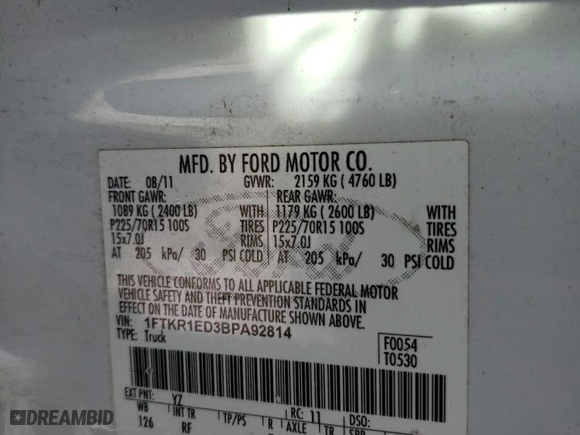 MFD. BY FORD MOTOR CO.
DATE: 08/11 GVWR: 2159 KG ( 4760 LB)
FRONT GAWR: REAR GAWR:
1089 KG ( 2400 LB) WITH 1179 KG ( 2600 LB) WITH
P225/70R15 100S TIRES P225/70R15 100S TIRES
15x7.0J RIMS 15x7.0J RIMS
AT 205 kPa/ 30 PSI COLD AT 205 kPa/ 30 PSI COLD
THIS VEHICLE CONFORMS TO ALL APPLICABLE FEDERAL MOTOR
VEHICLE SAFETY AND THEFT PREVENTION STANDARDS IN
EFFECT ON THE DATE OF MANUFACTURE SHOWN ABOVE.
VIN: 1FTKR1ED3BPA92814
TYPE: Truck
F0054
T0530
EXT PNT: YZ RC: 11 DSO:
WB INT TR TP/PS R AXLE TR SPR
126 RF
DREAMBID